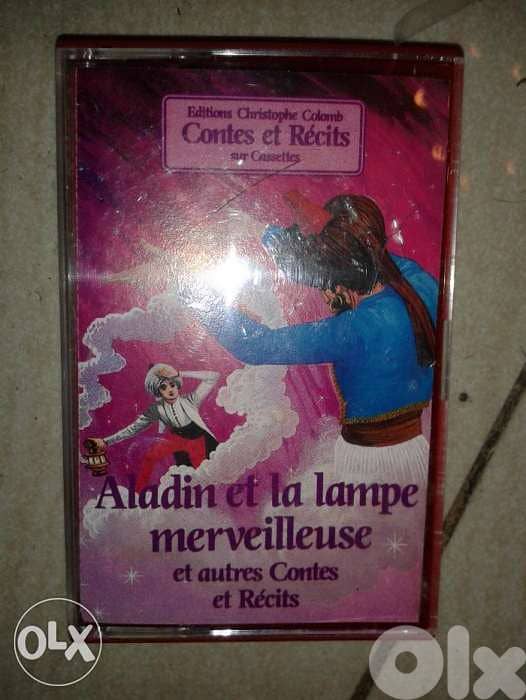 Editions Christophe Colomb
Contes et Récits
sur Cassettes
Aladin et la lampe
merveilleuse
et autres Contes
et Récits
OLX
OLX